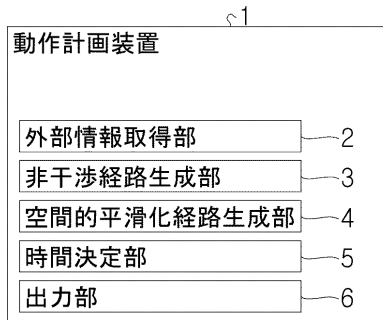 1
動作計画装置
外部情報取得部 2
非干渉経路生成部 3
空間的平滑化経路生成部 4
時間決定部 5
出力部 6